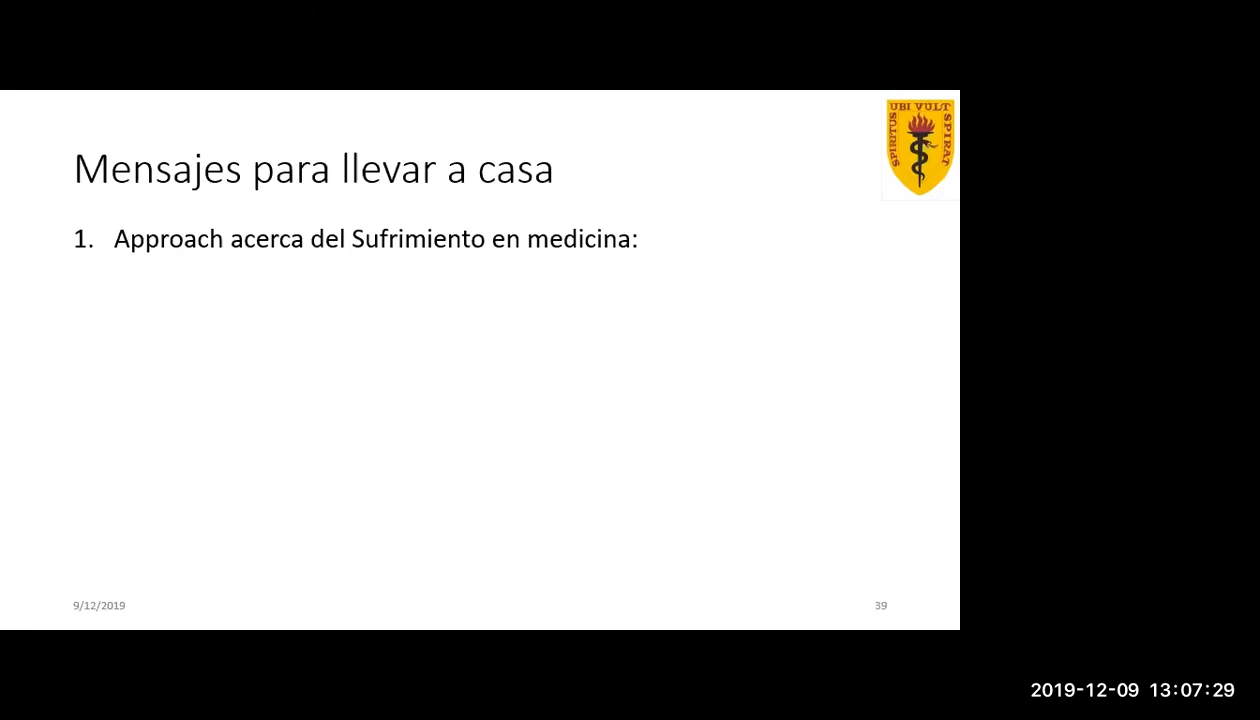 UBI VULT
SPIRITUS
SPIRAT
Mensajes para llevar a casa
1. Approach acerca del Sufrimiento en medicina:
9/12/2019
39
2019-12-09 13:07:29